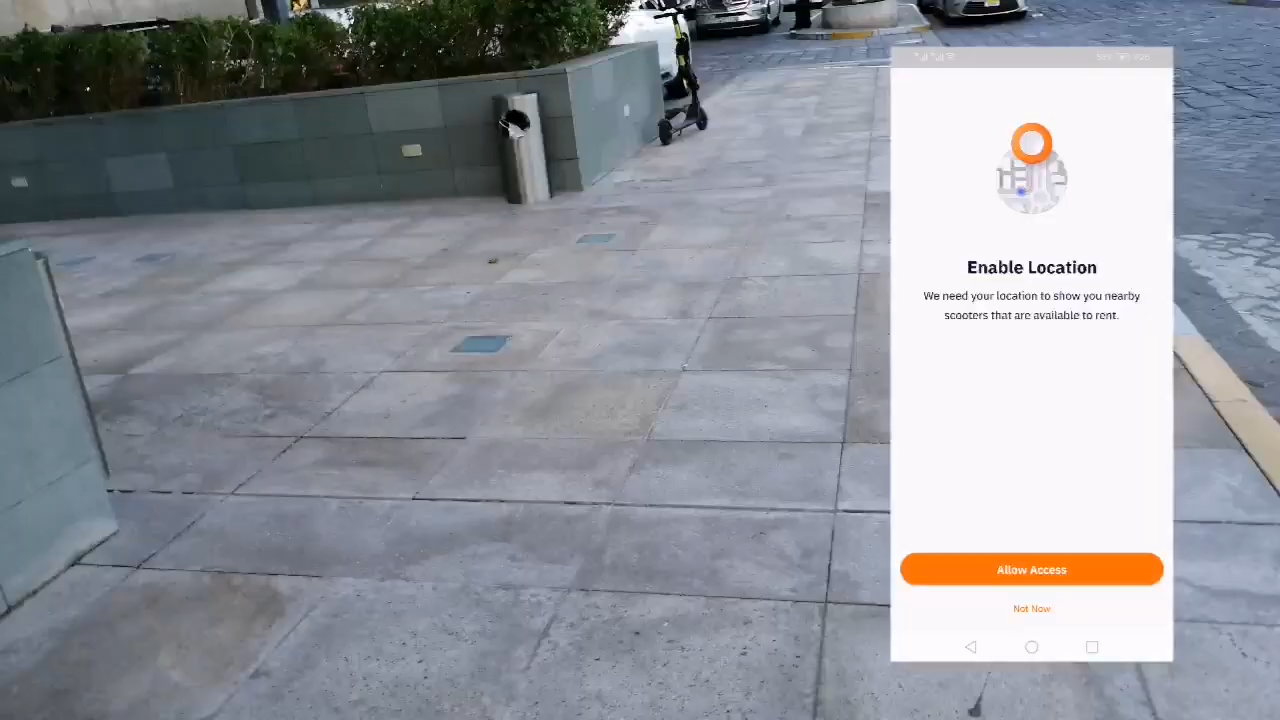 Enable Location
We need your location to show you nearby
scooters that are available to rent.
Allow Access
Not Now